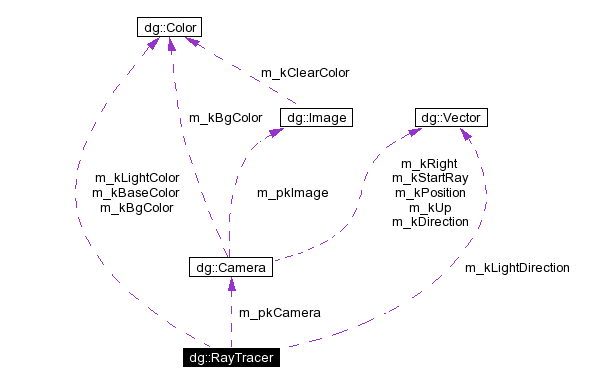 dg::Color
m_kClearColor
m_kBgColor
dg::Image
dg::Vector
m_kLightColor
m_kBaseColor
m_kBgColor
m_pkImage
m_kRight
m_kStartRay
m_kPosition
m_kUp
m_kDirection
dg::Camera
m_kLightDirection
m_pkCamera
dg::RayTracer